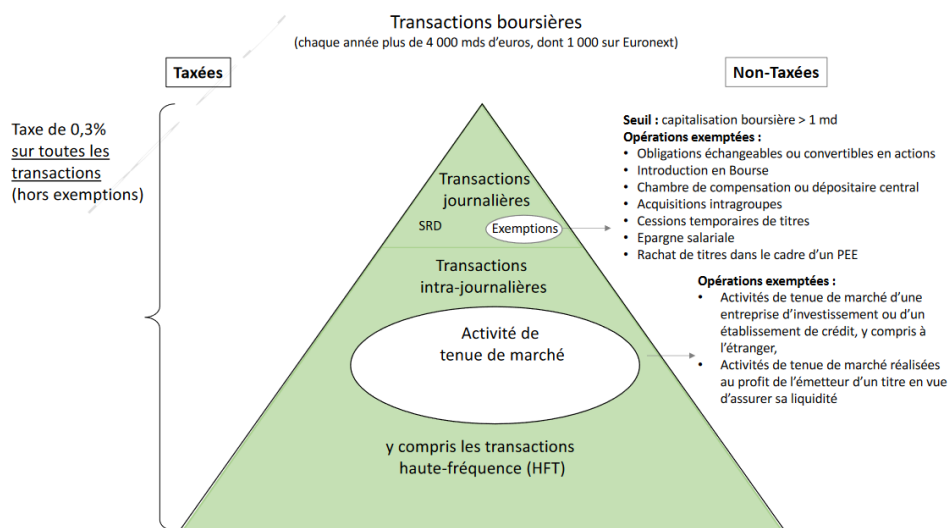 Transactions boursières
(chaque année plus de 4 000 mds d’euros, dont 1 000 sur Euronext)
Taxées
Non-Taxées
Taxe de 0,3%
sur toutes les
transactions
(hors exemptions)
Seuil : capitalisation boursière > 1 md
Opérations exemptées :
• Obligations échangeables ou convertibles en actions
• Introduction en Bourse
• Chambre de compensation ou dépositaire central
• Acquisitions intragroupes
• Cessions temporaires de titres
• Epargne salariale
• Rachat de titres dans le cadre d’un PEE
Transactions
journalières
SRD
Exemptions
Transactions
intra-journalières
Opérations exemptées :
• Activités de tenue de marché d’une
entreprise d’investissement ou d’un
établissement de crédit, y compris à
l’étranger,
• Activités de tenue de marché réalisées
au profit de l’émetteur d’un titre en vue
d’assurer sa liquidité
Activité de
tenue de marché
y compris les transactions
haute-fréquence (HFT)